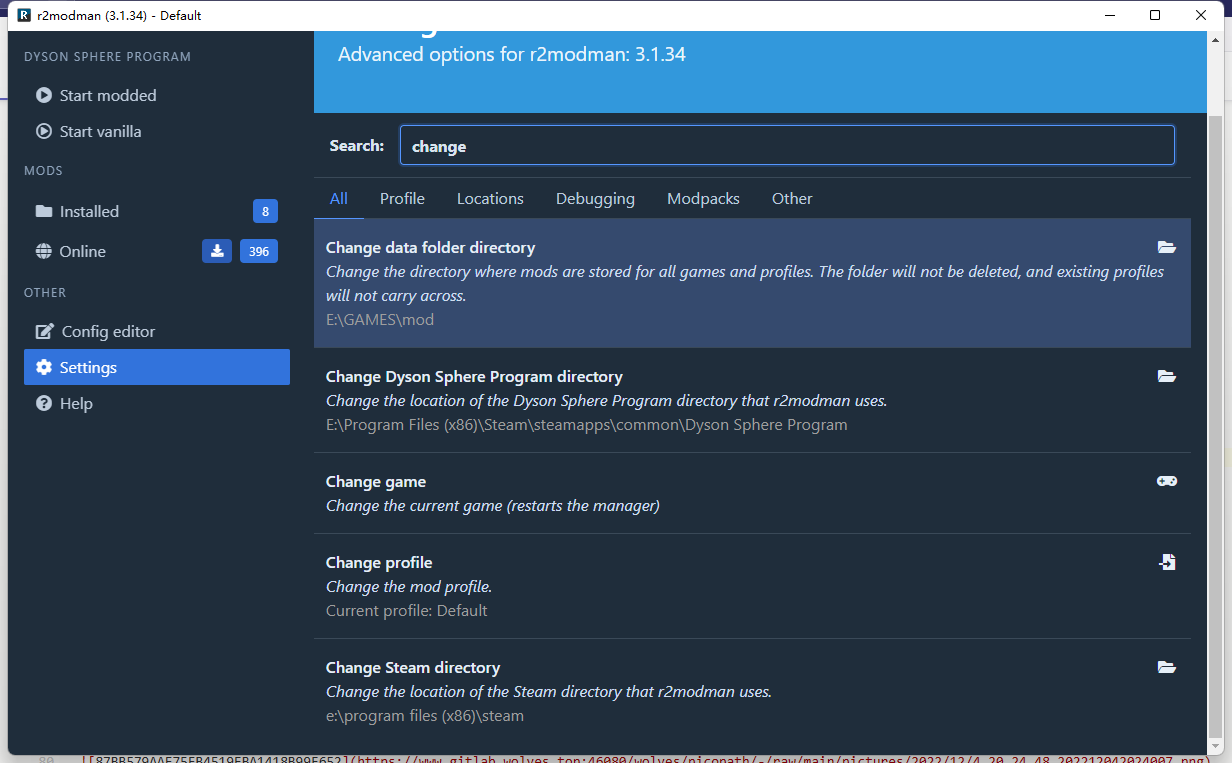 r2modman (3.1.34) - Default
DYSON SPHERE PROGRAM
Start modded
Start vanilla
MODS
Installed 8
Online 396
OTHER
Config editor
Settings
Help
Advanced options for r2modman: 3.1.34
Search: change
All Profile Locations Debugging Modpacks Other
Change data folder directory
Change the directory where mods are stored for all games and profiles. The folder will not be deleted, and existing profiles
will not carry across.
E:\GAMES\mod
Change Dyson Sphere Program directory
Change the location of the Dyson Sphere Program directory that r2modman uses.
E:\Program Files (x86)\Steam\steamapps\common\Dyson Sphere Program
Change game
Change the current game (restarts the manager)
Change profile
Change the mod profile.
Current profile: Default
Change Steam directory
Change the location of the Steam directory that r2modman uses.
e:\program files (x86)\steam